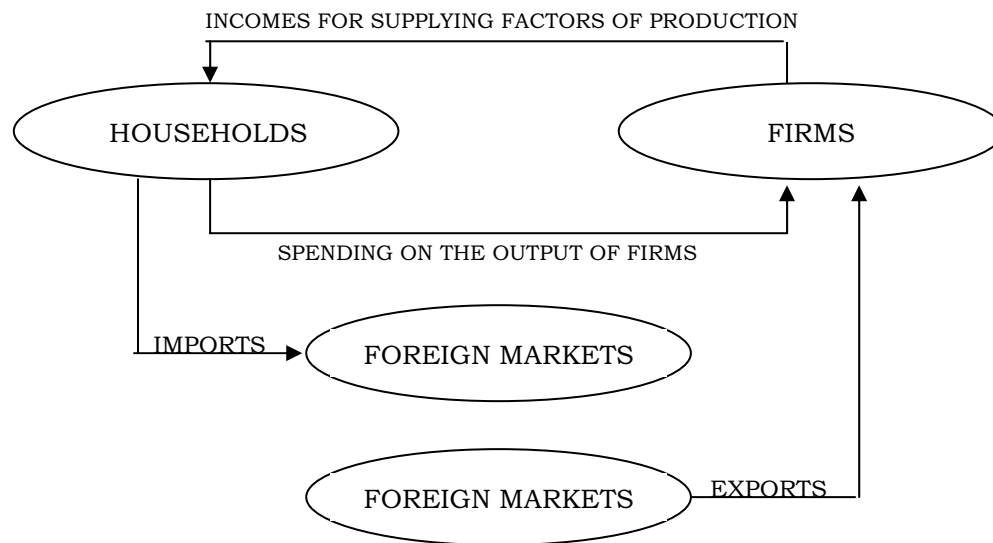 INCOMES FOR SUPPLYING FACTORS OF PRODUCTION
HOUSEHOLDS
FIRMS
SPENDING ON THE OUTPUT OF FIRMS
IMPORTS
FOREIGN MARKETS
FOREIGN MARKETS
EXPORTS